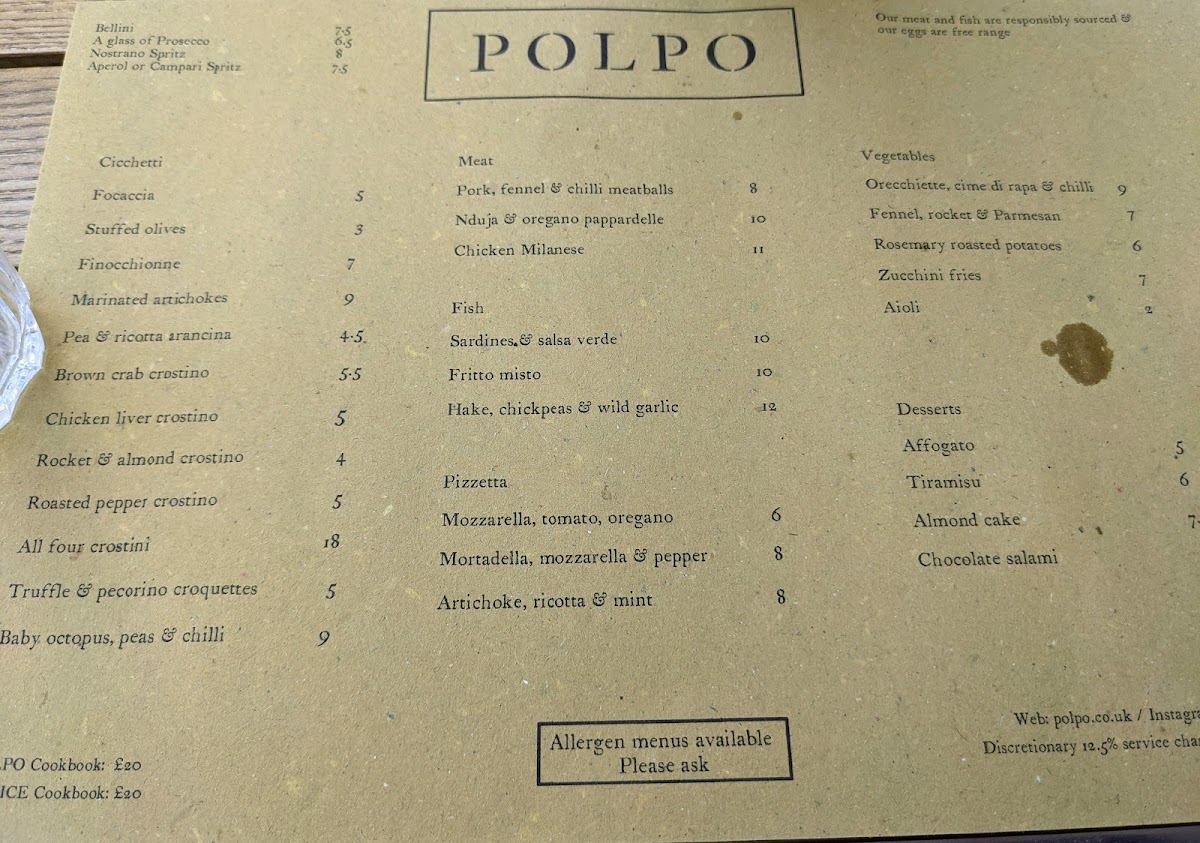 Bellini 7.5
A glass of Prosecco 6.5
Nostrano Spritz 8
Aperol or Campari Spritz 7.5
POLPO
Our meat and fish are responsibly sourced &
our eggs are free range
Cicchetti
Focaccia 5
Stuffed olives 3
Finocchionne 7
Marinated artichokes 9
Pea & ricotta arancina 4.5
Brown crab crostino 5.5
Chicken liver crostino 5
Rocket & almond crostino 4
Roasted pepper crostino 5
All four crostini 18
Truffle & pecorino croquettes 5
Baby octopus, peas & chilli 9
Meat
Pork, fennel & chilli meatballs 8
Nduja & oregano pappardelle 10
Chicken Milanese 11
Fish
Sardines & salsa verde 10
Fritto misto 10
Hake, chickpeas & wild garlic 12
Pizzetta
Mozzarella, tomato, oregano 6
Mortadella, mozzarella & pepper 8
Artichoke, ricotta & mint 8
Vegetables
Orecchiette, cime di rapa & chilli 9
Fennel, rocket & Parmesan 7
Rosemary roasted potatoes 6
Zucchini fries 7
Aioli 2
Desserts
Affogato 5
Tiramisu 6
Almond cake 7
Chocolate salami
Allergen menus available
Please ask
PO Cookbook: £20
ICE Cookbook: £20
Web: polpo.co.uk / Instagra
Discretionary 12.5% service cha